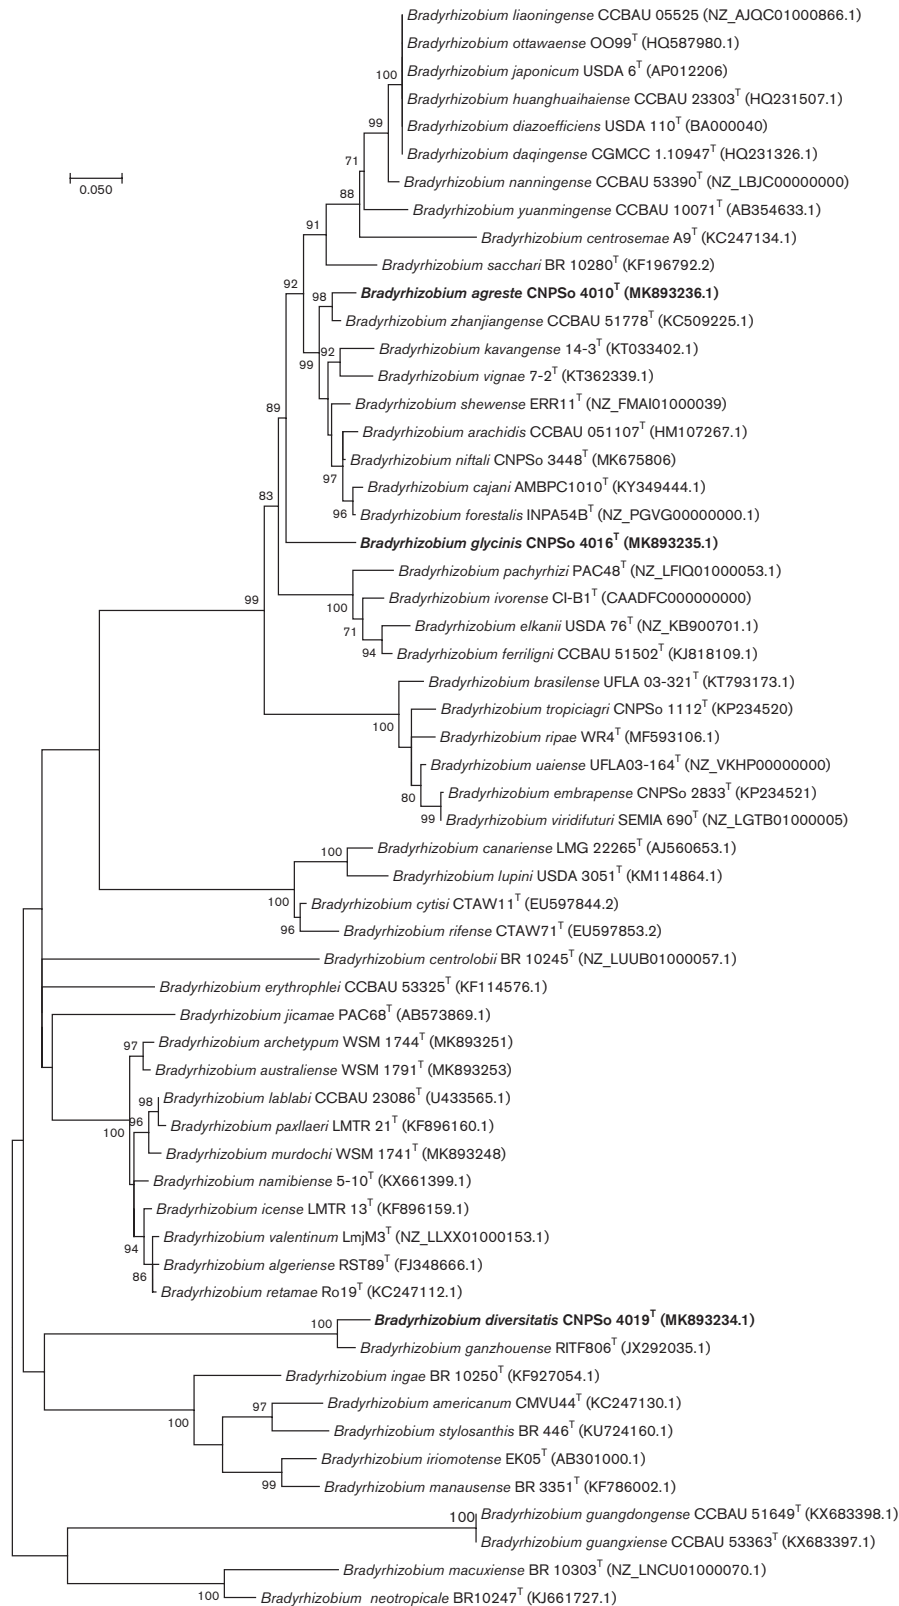 Bradyrhizobium liaoningense CCBAU 05525 (NZ_AJQC01000866.1)
Bradyrhizobium ottawaense OO99T (HQ587980.1)
Bradyrhizobium japonicum USDA 6T (AP012206)
100
Bradyrhizobium huanghuaihaiense CCBAU 23303T (HQ231507.1)
99
Bradyrhizobium diazoefficiens USDA 110T (BA000040)
Bradyrhizobium daqingense CGMCC 1.10947T (HQ231326.1)
71
0.050
Bradyrhizobium nanningense CCBAU 53390T (NZ_LBJC00000000)
88
Bradyrhizobium yuanmingense CCBAU 10071T (AB354633.1)
91
Bradyrhizobium centrosemae A9T (KC247134.1)
Bradyrhizobium sacchari BR 10280T (KF196792.2)
92
Bradyrhizobium agreste CNPSo 4010T (MK893236.1)
98
Bradyrhizobium zhanjiangense CCBAU 51778T (KC509225.1)
Bradyrhizobium kavangense 14-3T (KT033402.1)
92
99
Bradyrhizobium vignae 7-2T (KT362339.1)
Bradyrhizobium shewense ERR11T (NZ_FMAI01000039)
89
Bradyrhizobium arachidis CCBAU 051107T (HM107267.1)
Bradyrhizobium niftali CNPSo 3448T (MK675806)
97
Bradyrhizobium cajani AMBPC1010T (KY349444.1)
83
Bradyrhizobium forestalis INPA54BT (NZ_PGVG00000000.1)
96
Bradyrhizobium glycinis CNPSo 4016T (MK893235.1)
Bradyrhizobium pachyrhizi PAC48T (NZ_LFIQ01000053.1)
99
Bradyrhizobium ivorense CI-B1T (CAADFC000000000)
100
Bradyrhizobium elkanii USDA 76T (NZ_KB900701.1)
71
Bradyrhizobium ferriligni CCBAU 51502T (KJ818109.1)
94
Bradyrhizobium brasilense UFLA 03-321T (KT793173.1)
Bradyrhizobium tropiciagri CNPSo 1112T (KP234520)
100
Bradyrhizobium ripae WR4T (MF593106.1)
Bradyrhizobium uaiense UFLA03-164T (NZ_VKHP00000000)
Bradyrhizobium embrapense CNPSo 2833T (KP234521)
80
Bradyrhizobium viridifuturi SEMIA 690T (NZ_LGTB01000005)
99
Bradyrhizobium canariense LMG 22265T (AJ560653.1)
100
Bradyrhizobium lupini USDA 3051T (KM114864.1)
100
Bradyrhizobium cytisi CTAW11T (EU597844.2)
Bradyrhizobium rifense CTAW71T (EU597853.2)
96
Bradyrhizobium centrolobii BR 10245T (NZ_LUUB01000057.1)
Bradyrhizobium erythrophlei CCBAU 53325T (KF114576.1)
Bradyrhizobium jicamae PAC68T (AB573869.1)
Bradyrhizobium archetypum WSM 1744T (MK893251)
97
Bradyrhizobium australiense WSM 1791T (MK893253)
Bradyrhizobium lablabi CCBAU 23086T (U433565.1)
98
Bradyrhizobium paxllaeri LMTR 21T (KF896160.1)
96
100
Bradyrhizobium murdochi WSM 1741T (MK893248)
Bradyrhizobium namibiense 5-10T (KX661399.1)
Bradyrhizobium icense LMTR 13T (KF896159.1)
Bradyrhizobium valentinum LmjM3T (NZ_LLXX01000153.1)
94
Bradyrhizobium algeriense RST89T (FJ348666.1)
86
Bradyrhizobium retamae Ro19T (KC247112.1)
Bradyrhizobium diversitatis CNPSo 4019T (MK893234.1)
100
Bradyrhizobium ganzhouense RITF806T (JX292035.1)
Bradyrhizobium ingae BR 10250T (KF927054.1)
Bradyrhizobium americanum CMVU44T (KC247130.1)
97
100
Bradyrhizobium stylosanthis BR 446T (KU724160.1)
Bradyrhizobium iriomotense EK05T (AB301000.1)
Bradyrhizobium manausense BR 3351T (KF786002.1)
99
Bradyrhizobium guangdongense CCBAU 51649T (KX683398.1)
100
Bradyrhizobium guangxiense CCBAU 53363T (KX683397.1)
Bradyrhizobium macuxiense BR 10303T (NZ_LNCU01000070.1)
100
Bradyrhizobium neotropicale BR10247T (KJ661727.1)